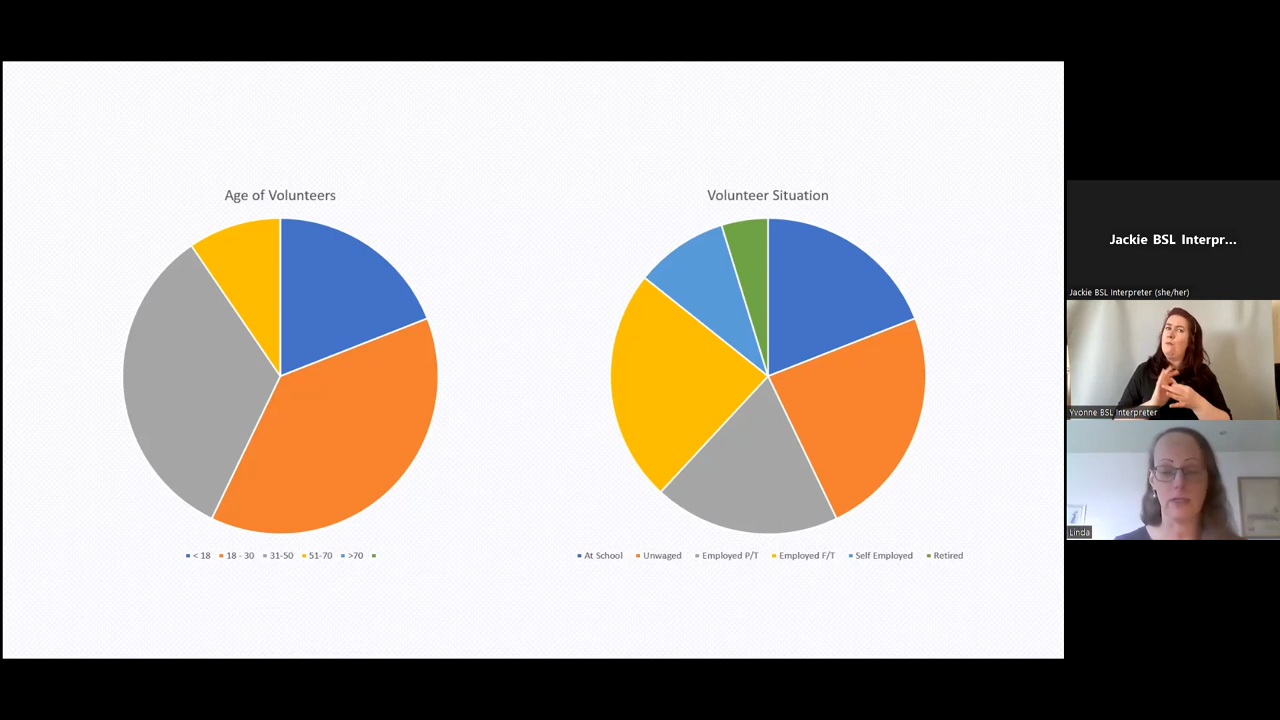 Age of Volunteers
< 18 18 - 30 31-50 51-70 >70
Volunteer Situation
At School Unwaged Employed P/T Employed F/T Self Employed Retired
Jackie BSL Interpr...
Jackie BSL Interpreter (she/her)
Yvonne BSL Interpreter
Linda